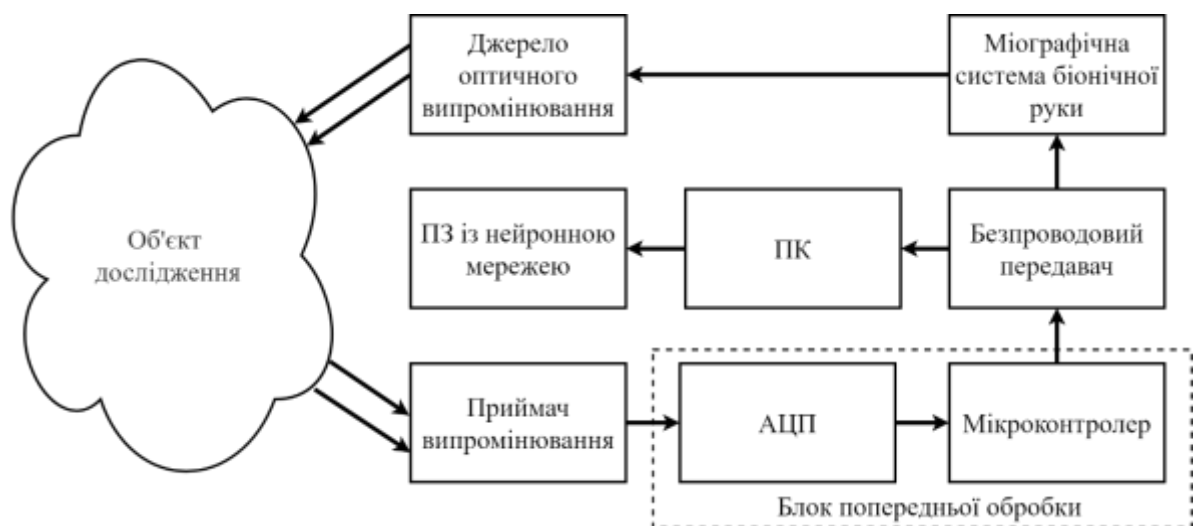 Джерело
оптичного
випромінювання
Міографічна
система біонічної
руки
Об'єкт
дослідження
ПЗ із нейронною
мережею
ПК
Безпроводовий
передавач
Приймач
випромінювання
АЦП
Мікроконтролер
Блок попередньої обробки